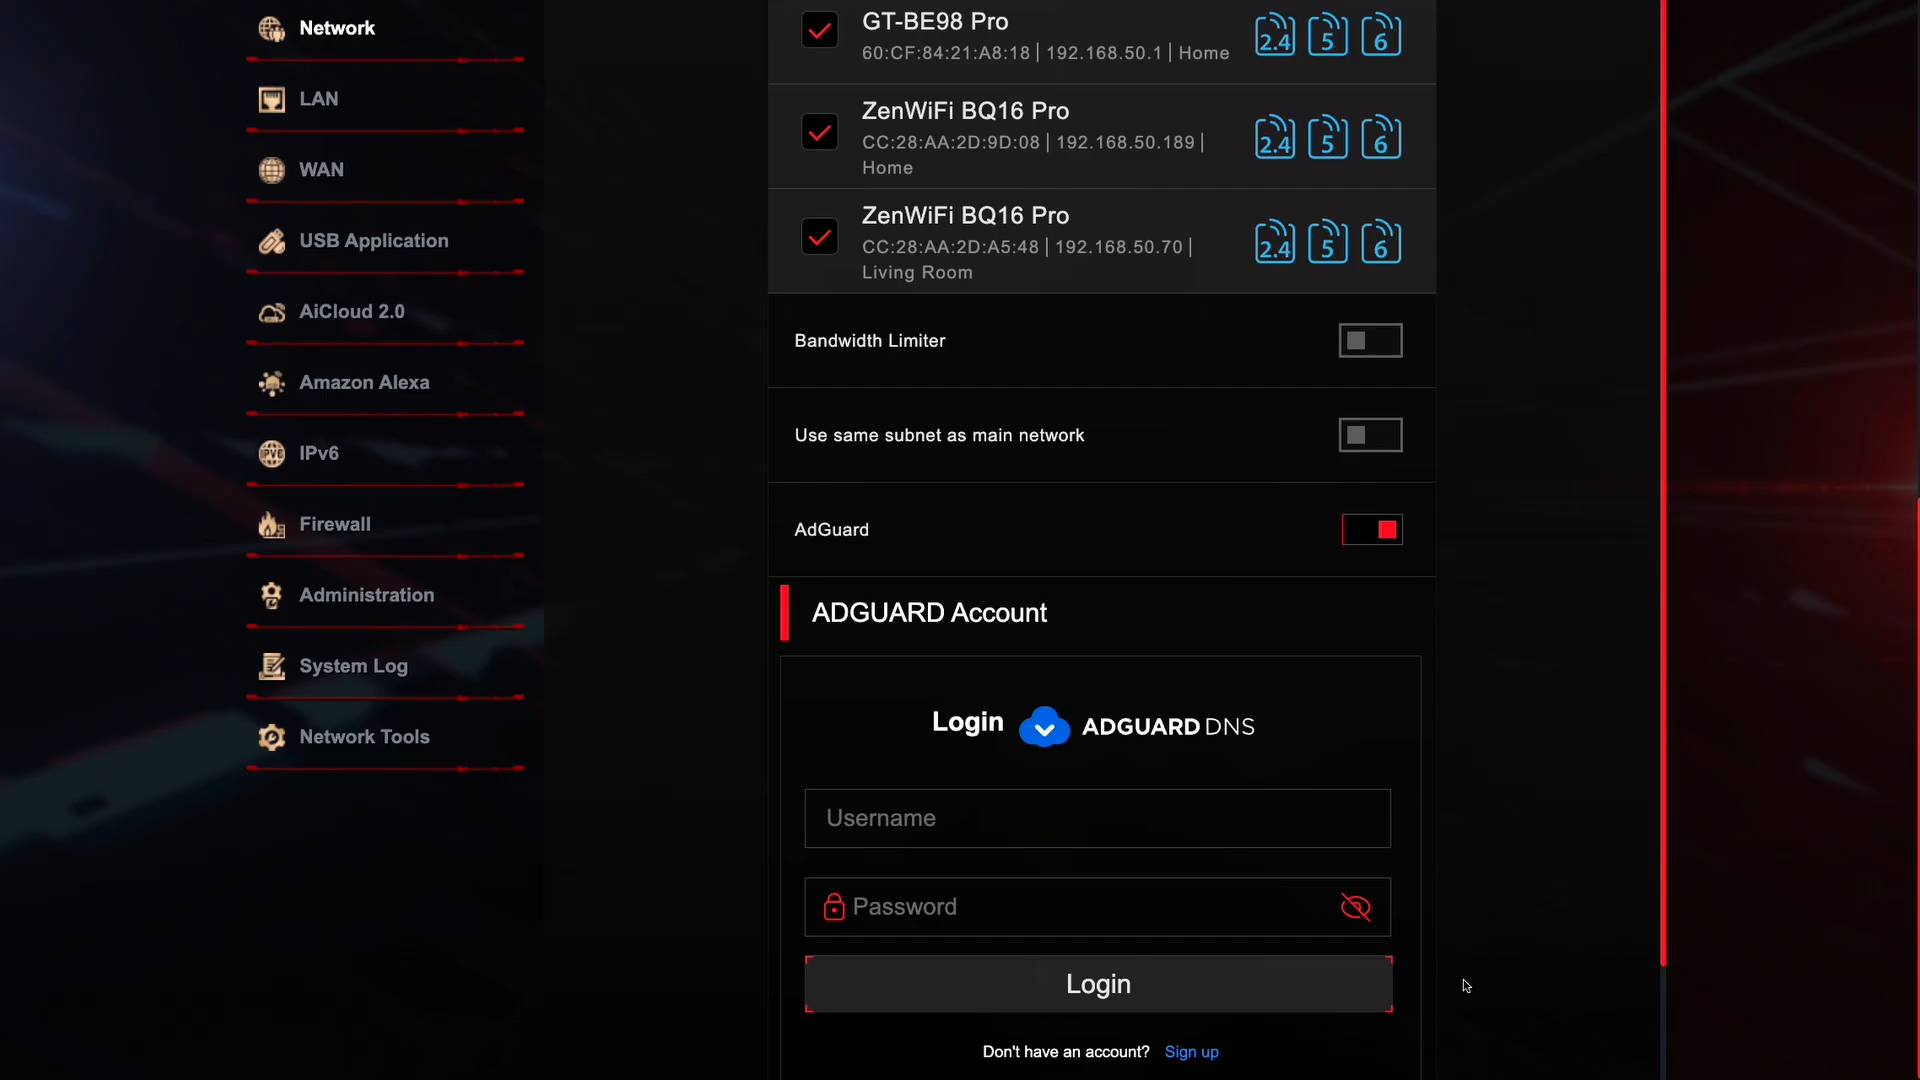 Network
LAN
WAN
USB Application
AiCloud 2.0
Amazon Alexa
IPV6
IPv6
Firewall
Administration
System Log
Network Tools
GT-BE98 Pro
60:CF:84:21:A8:18 | 192.168.50.1 | Home
2.4 5 6
ZenWiFi BQ16 Pro
CC:28:AA:2D:9D:08 | 192.168.50.189 |
Home
2.4 5 6
ZenWiFi BQ16 Pro
CC:28:AA:2D:A5:48 | 192.168.50.70 |
Living Room
2.4 5 6
Bandwidth Limiter
Use same subnet as main network
AdGuard
ADGUARD Account
Login ADGUARD DNS
Username
Password
Login
Don't have an account? Sign up